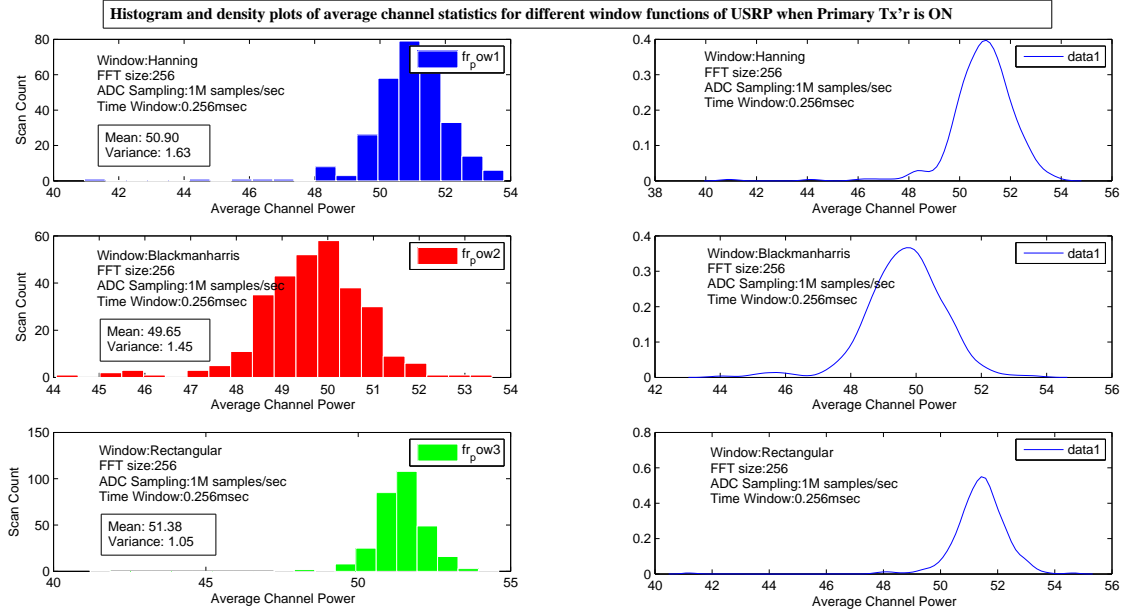 Histogram and density plots of average channel statistics for different window functions of USRP when Primary Tx'r is ON
80
60
40
20
0
Scan Count
Window:Hanning
FFT size:256
ADC Sampling:1M samples/sec
Time Window:0.256msec
Mean: 50.90
Variance: 1.63
fr_pow1
40 42 44 46 48 50 52 54
Average Channel Power
0.4
0.3
0.2
0.1
0
Window:Hanning
FFT size:256
ADC Sampling:1M samples/sec
Time Window:0.256msec
data1
38 40 42 44 46 48 50 52 54 56
Average Channel Power
60
40
20
0
Scan Count
Window:Blackmanharris
FFT size:256
ADC Sampling:1M samples/sec
Time Window:0.256msec
Mean: 49.65
Variance: 1.45
fr_pow2
44 45 46 47 48 49 50 51 52 53 54
Average Channel Power
0.4
0.3
0.2
0.1
0
Window:Blackmanharris
FFT size:256
ADC Sampling:1M samples/sec
Time Window:0.256msec
data1
42 44 46 48 50 52 54 56
Average Channel Power
150
100
50
0
Scan Count
Window:Rectangular
FFT size:256
ADC Sampling:1M samples/sec
Time Window:0.256msec
Mean: 51.38
Variance: 1.05
fr_pow3
40 45 50 55
Average Channel Power
0.8
0.6
0.4
0.2
0
Window:Rectangular
FFT size:256
ADC Sampling:1M samples/sec
Time Window:0.256msec
data1
40 42 44 46 48 50 52 54 56
Average Channel Power